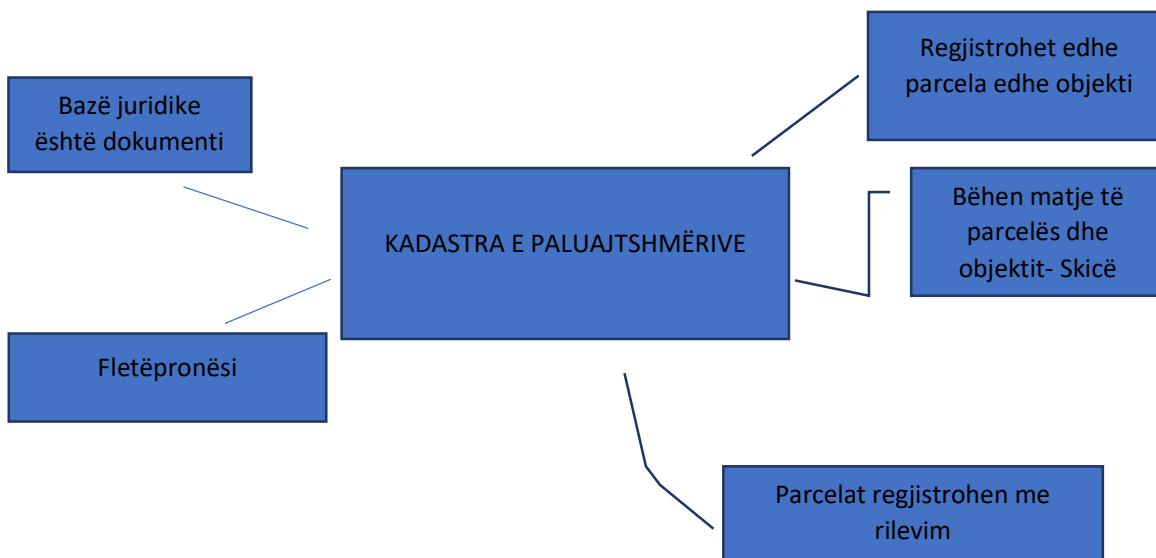 Regjistrohet edhe
parcela edhe objekti
Bazë juridike
është dokumenti
KADASTRA E PALUAJTSHMËRIVE
Bëhen matje të
parcelës dhe
objektit- Skicë
Fletëpronësi
Parcelat regjistrohen me
rilevim